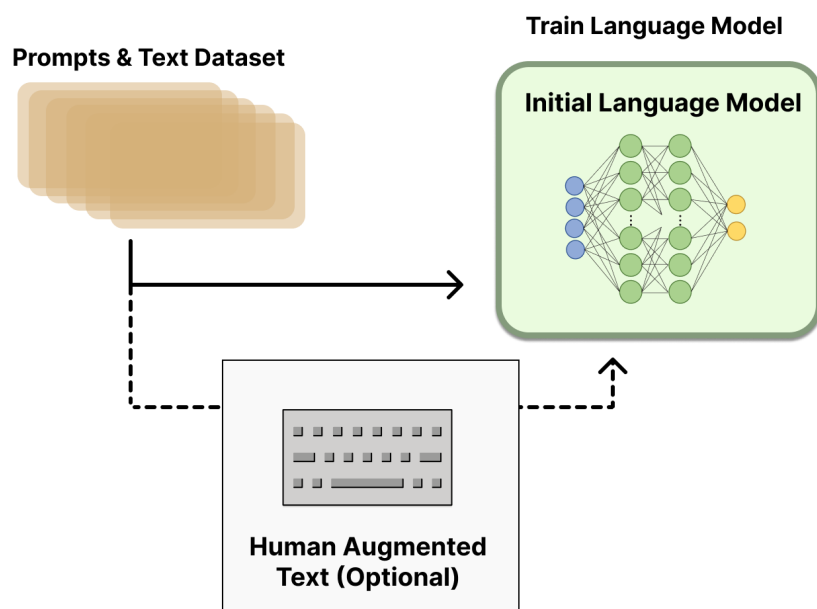 Train Language Model
Prompts & Text Dataset
Initial Language Model
Human Augmented
Text (Optional)